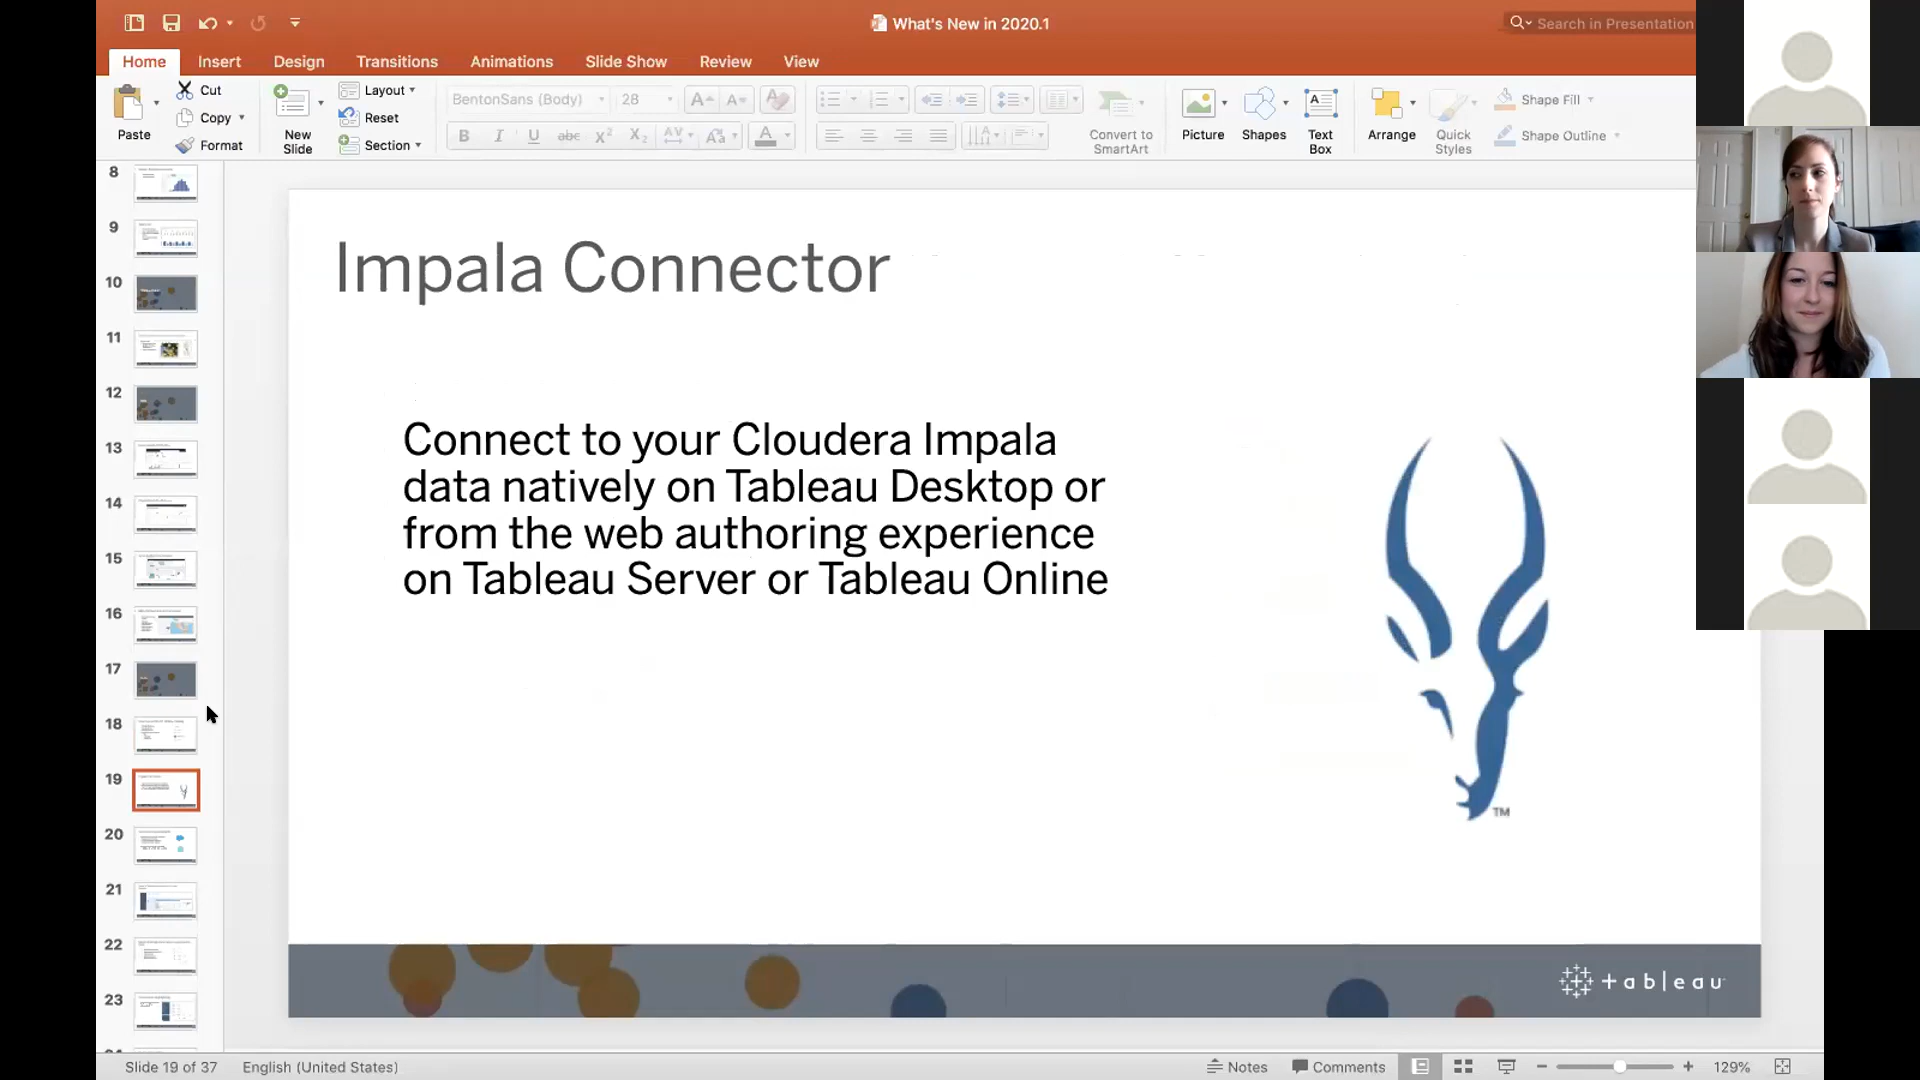 What's New in 2020.1
Search in Presentation
Home
Insert
Design
Transitions
Animations
Slide Show
Review
View
Paste
Cut
Copy
Format
New
Slide
Layout
Reset
Section
BentonSans (Body)
28
Convert to
SmartArt
Picture
Shapes
Text
Box
Arrange
Quick
Styles
Shape Fill
Shape Outline
8
9
10
11
12
13
14
15
16
17
18
19
20
21
22
23
Impala Connector
Connect to your Cloudera Impala
data natively on Tableau Desktop or
from the web authoring experience
on Tableau Server or Tableau Online
TM
+ableau
Slide 19 of 37
English (United States)
Notes
Comments
129%